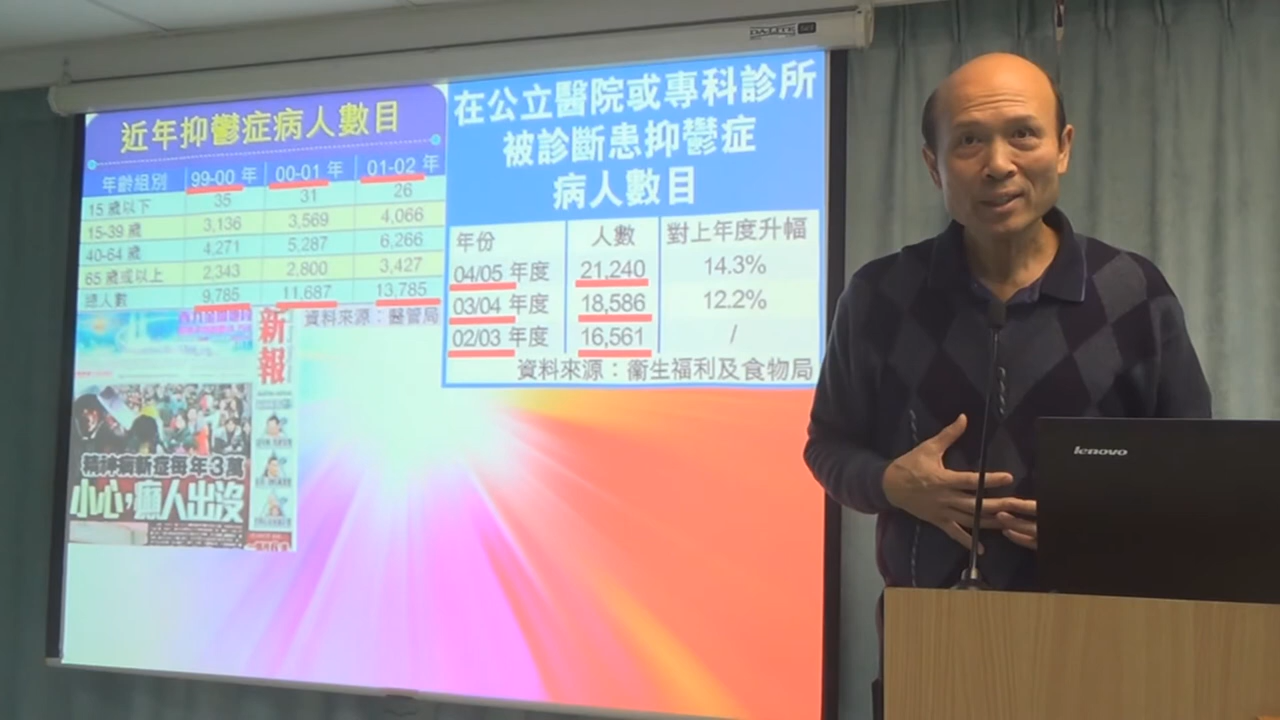 DA-LITE
近年抑鬱症病人數目
年齡組別 99-00 年 00-01 年 01-02 年
15 歲以下 35 31 26
15-39 歲 3,136 3,569 4,066
40-64 歲 4,271 5,287 6,266
65 歲或以上 2,343 2,800 3,427
總人數 9,785 11,687 13,785
資料來源：醫管局
新報
精神病新症每年3萬
小心，癲人出沒
在公立醫院或專科診所
被診斷患抑鬱症
病人數目
年份 人數 對上年度升幅
04/05 年度 21,240 14.3%
03/04 年度 18,586 12.2%
02/03 年度 16,561 /
資料來源：衞生福利及食物局
lenovo